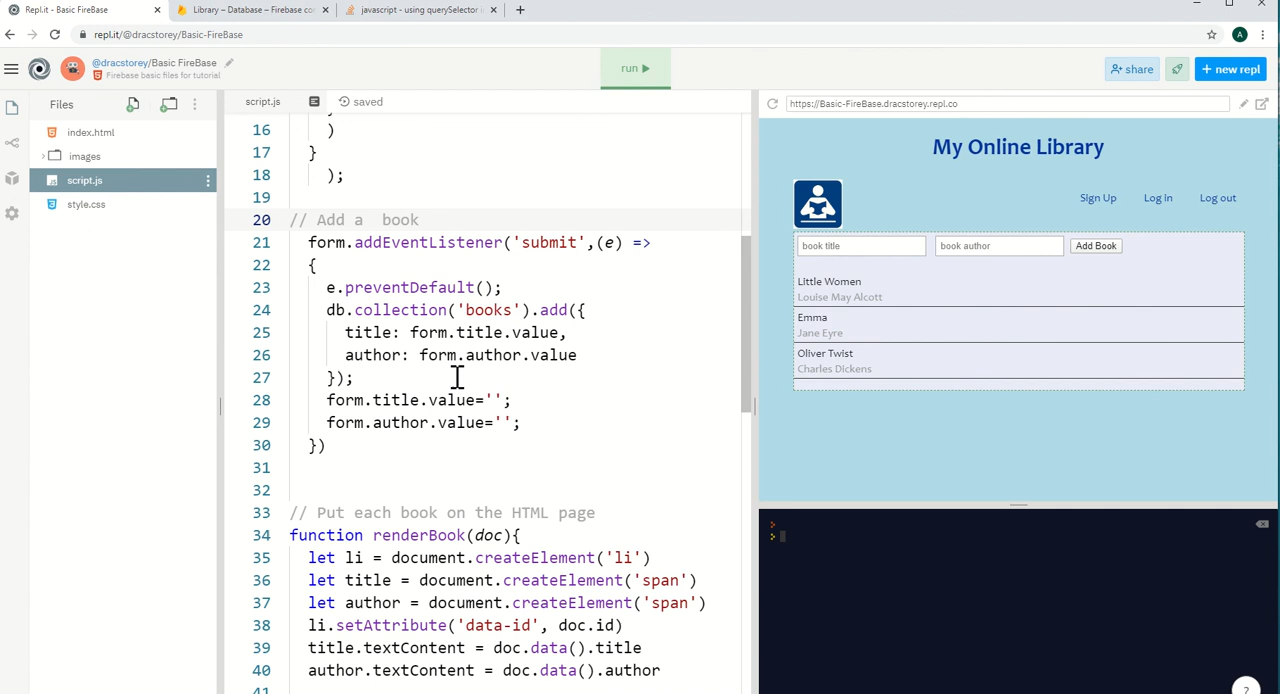 Repl.it - Basic FireBase
Library – Database – Firebase co
javascript - using querySelector i
repl.it/@dracstorey/Basic-FireBase
A
@dracstorey/Basic FireBase
Firebase basic files for tutorial
run
share
+ new repl
Files
index.html
images
script.js
style.css
script.js
saved
16 )
17 }
18 );
19
20 // Add a  book
21 form.addEventListener('submit',(e) =>
22 {
23 e.preventDefault();
24 db.collection('books').add({
25 title: form.title.value,
26 author: form.author.value
27 });
28 form.title.value='';
29 form.author.value='';
30 })
31
32
33 // Put each book on the HTML page
34 function renderBook(doc){
35 let li = document.createElement('li')
36 let title = document.createElement('span')
37 let author = document.createElement('span')
38 li.setAttribute('data-id', doc.id)
39 title.textContent = doc.data().title
40 author.textContent = doc.data().author
41
https://Basic-FireBase.dracstorey.repl.co
My Online Library
Sign Up Log In Log out
book title book author Add Book
Little Women
Louise May Alcott
Emma
Jane Eyre
Oliver Twist
Charles Dickens
>
>
?